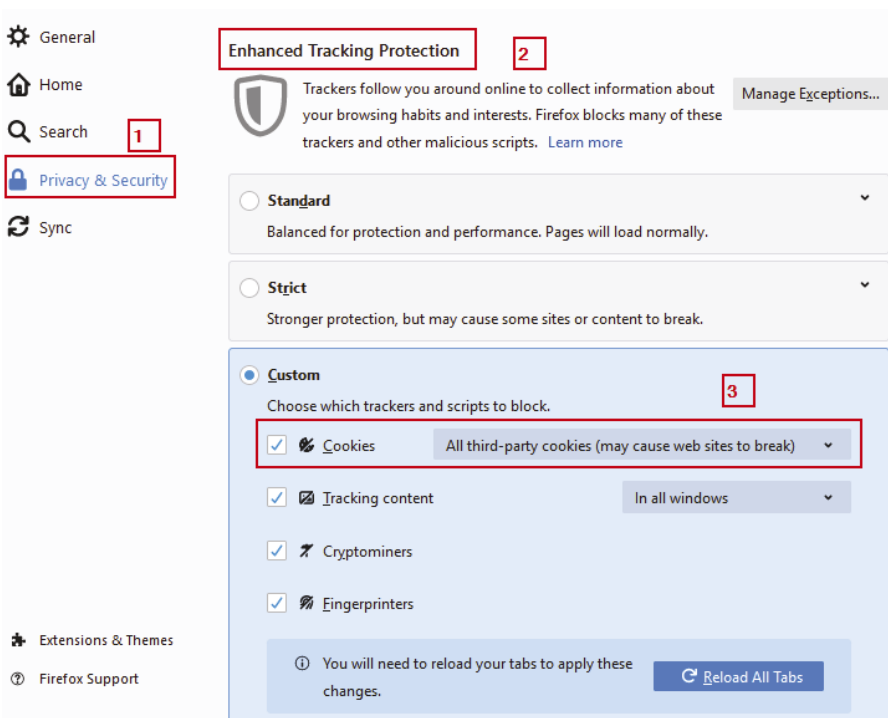 General
Home
Search
1
Privacy & Security
Sync
Extensions & Themes
Firefox Support
Enhanced Tracking Protection
2
Trackers follow you around online to collect information about
your browsing habits and interests. Firefox blocks many of these
trackers and other malicious scripts. Learn more
Manage Exceptions...
Standard
Balanced for protection and performance. Pages will load normally.
Strict
Stronger protection, but may cause some sites or content to break.
Custom
Choose which trackers and scripts to block.
3
Cookies All third-party cookies (may cause web sites to break)
Tracking content In all windows
Cryptominers
Fingerprinters
You will need to reload your tabs to apply these
changes.
Reload All Tabs